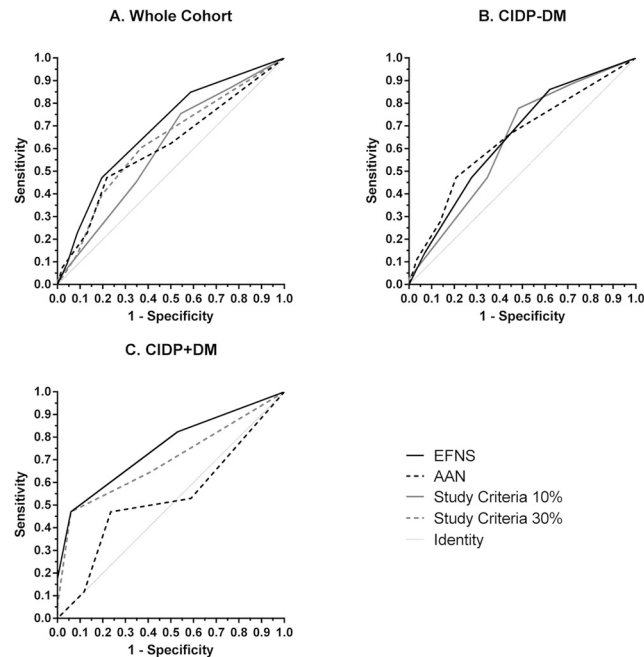 A. Whole Cohort
1.0
0.9
0.8
0.7
0.6
0.5
0.4
0.3
0.2
0.1
0.0
Sensitivity
0.0 0.1 0.2 0.3 0.4 0.5 0.6 0.7 0.8 0.9 1.0
1 - Specificity
B. CIDP-DM
1.0
0.9
0.8
0.7
0.6
0.5
0.4
0.3
0.2
0.1
0.0
Sensitivity
0.0 0.1 0.2 0.3 0.4 0.5 0.6 0.7 0.8 0.9 1.0
1 - Specificity
C. CIDP+DM
1.0
0.9
0.8
0.7
0.6
0.5
0.4
0.3
0.2
0.1
0.0
Sensitivity
0.0 0.1 0.2 0.3 0.4 0.5 0.6 0.7 0.8 0.9 1.0
1 - Specificity
EFNS
AAN
Study Criteria 10%
Study Criteria 30%
Identity